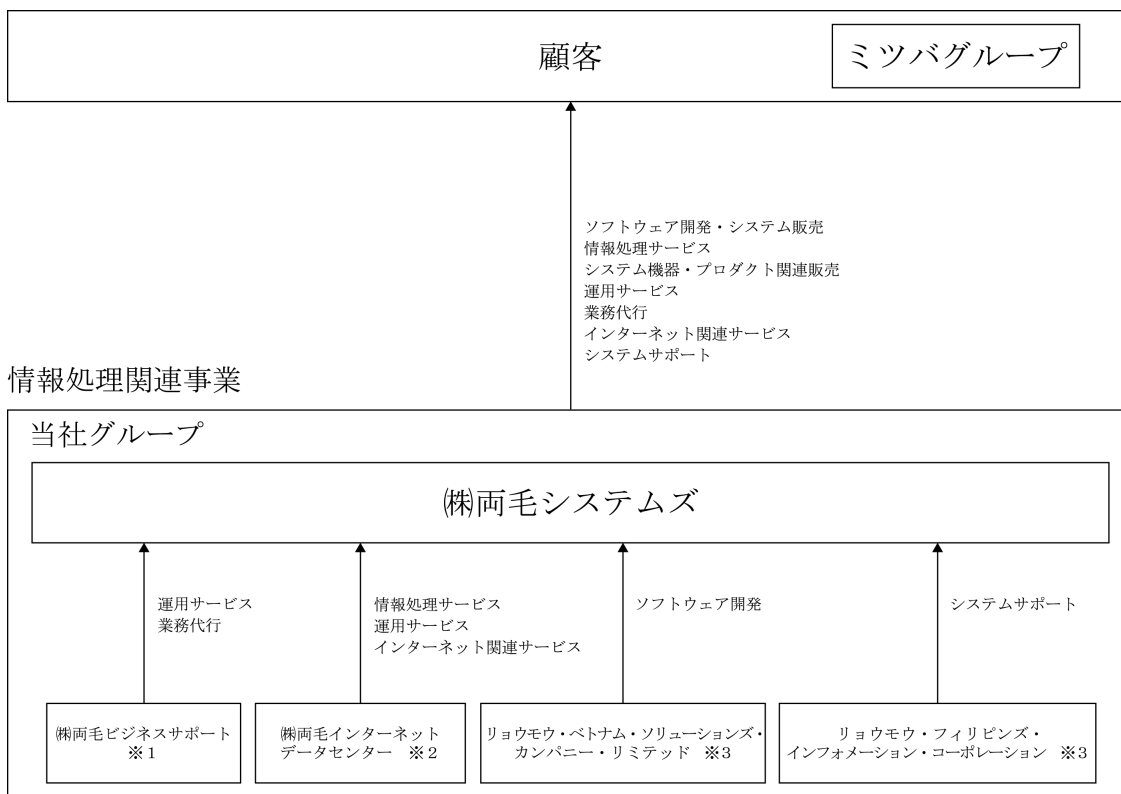 顧客
ミツバグループ
ソフトウェア開発・システム販売
情報処理サービス
システム機器・プロダクト関連販売
運用サービス
業務代行
インターネット関連サービス
システムサポート
情報処理関連事業
当社グループ
㈱両毛システムズ
運用サービス
業務代行
情報処理サービス
運用サービス
インターネット関連サービス
ソフトウェア開発
システムサポート
㈱両毛ビジネスサポート
※1
㈱両毛インターネット
データセンター ※2
リョウモウ・ベトナム・ソリューションズ・
カンパニー・リミテッド ※3
リョウモウ・フィリピンズ・
インフォメーション・コーポレーション ※3